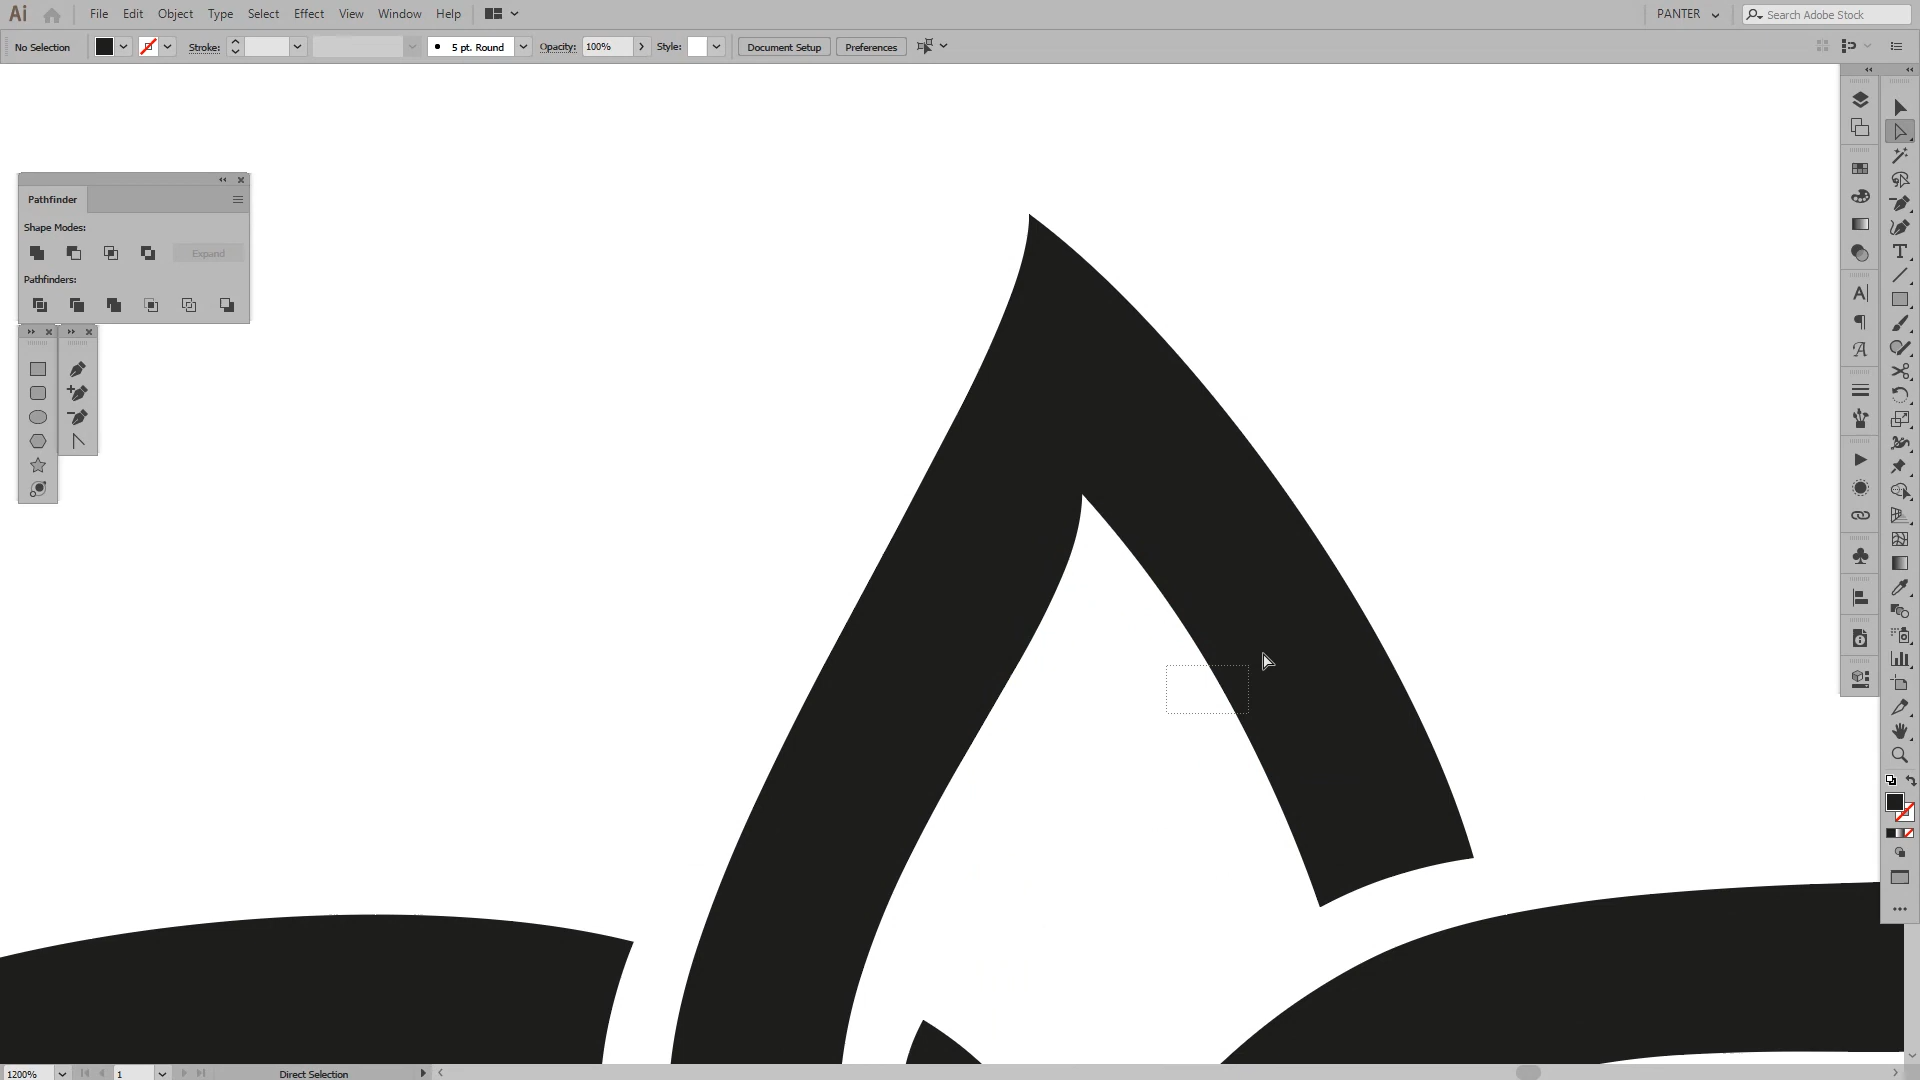 Ai File Edit Object Type Select Effect View Window Help PANTER Search Adobe Stock
No Selection Stroke: 5 pt. Round Opacity: 100% Style: Document Setup Preferences
Pathfinder
Shape Modes:
Expand
Pathfinders:
1200% 1 Direct Selection